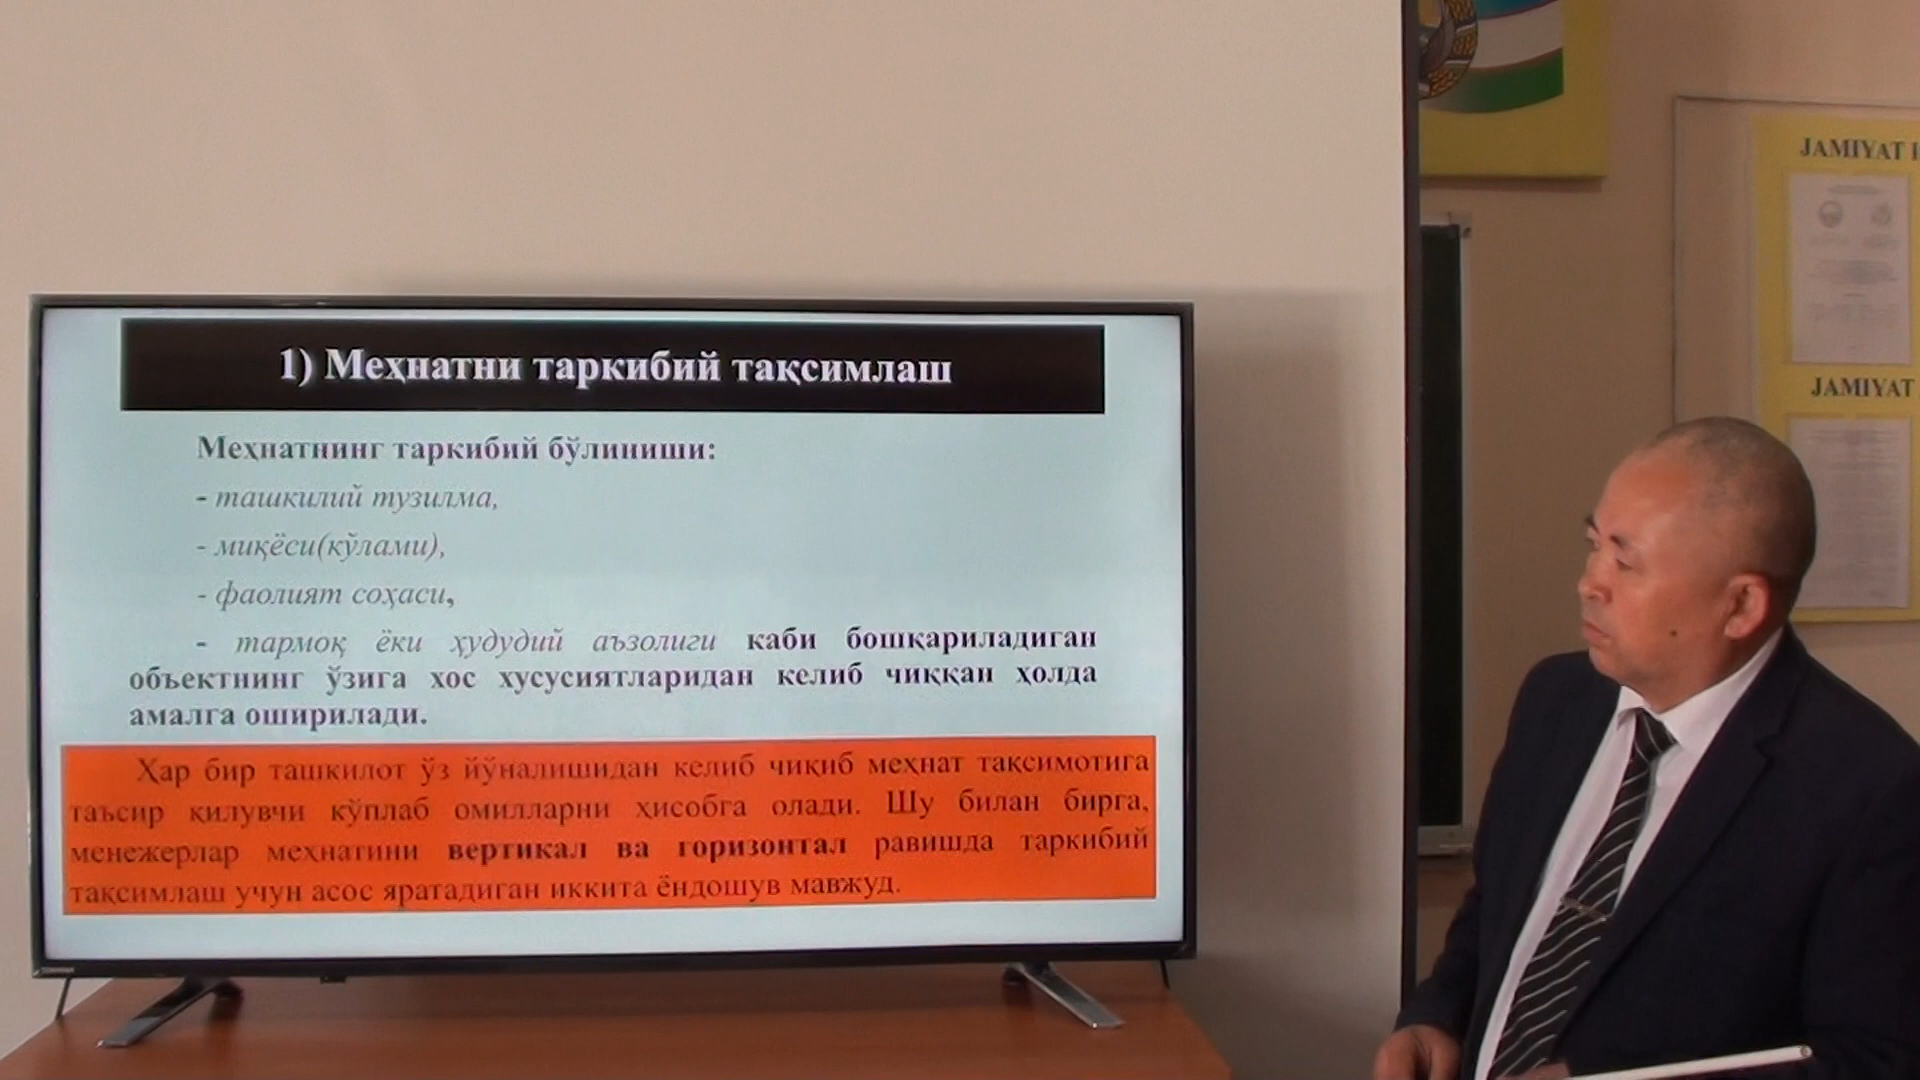 1) Меҳнатни таркибий тақсимлаш
Меҳнатнинг таркибий бўлиниши:
- ташкилий тузилма,
- миқёси(кўлами),
- фаолият соҳаси,
- тармоқ ёки ҳудудий аъзолиги каби бошқариладиган
объектнинг ўзига хос хусусиятларидан келиб чиққан ҳолда
амалга оширилади.
Ҳар бир ташкилот ўз йўналишидан келиб чиқиб меҳнат тақсимотига
таъсир қилувчи кўплаб омилларни ҳисобга олади. Шу билан бирга,
менежерлар меҳнатини вертикал ва горизонтал равишда таркибий
тақсимлаш учун асос яратадиган иккита ёндошув мавжуд.
JAMIYAT
JAMIYAT